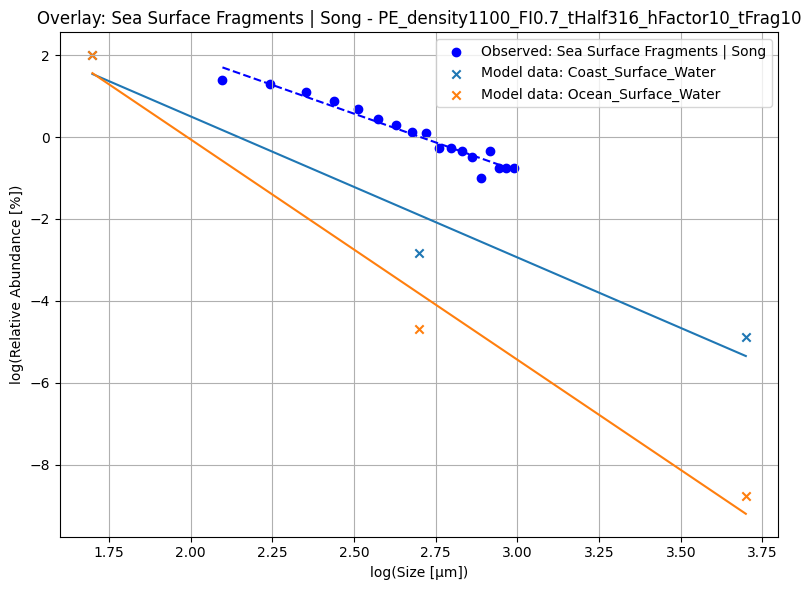 Overlay: Sea Surface Fragments | Song - PE_density1100_FI0.7_tHalf316_hFactor10_tFrag10
Observed: Sea Surface Fragments | Song
Model data: Coast_Surface_Water
Model data: Ocean_Surface_Water
log(Relative Abundance [%])
2
0
−2
−4
−6
−8
1.75 2.00 2.25 2.50 2.75 3.00 3.25 3.50 3.75
log(Size [µm])